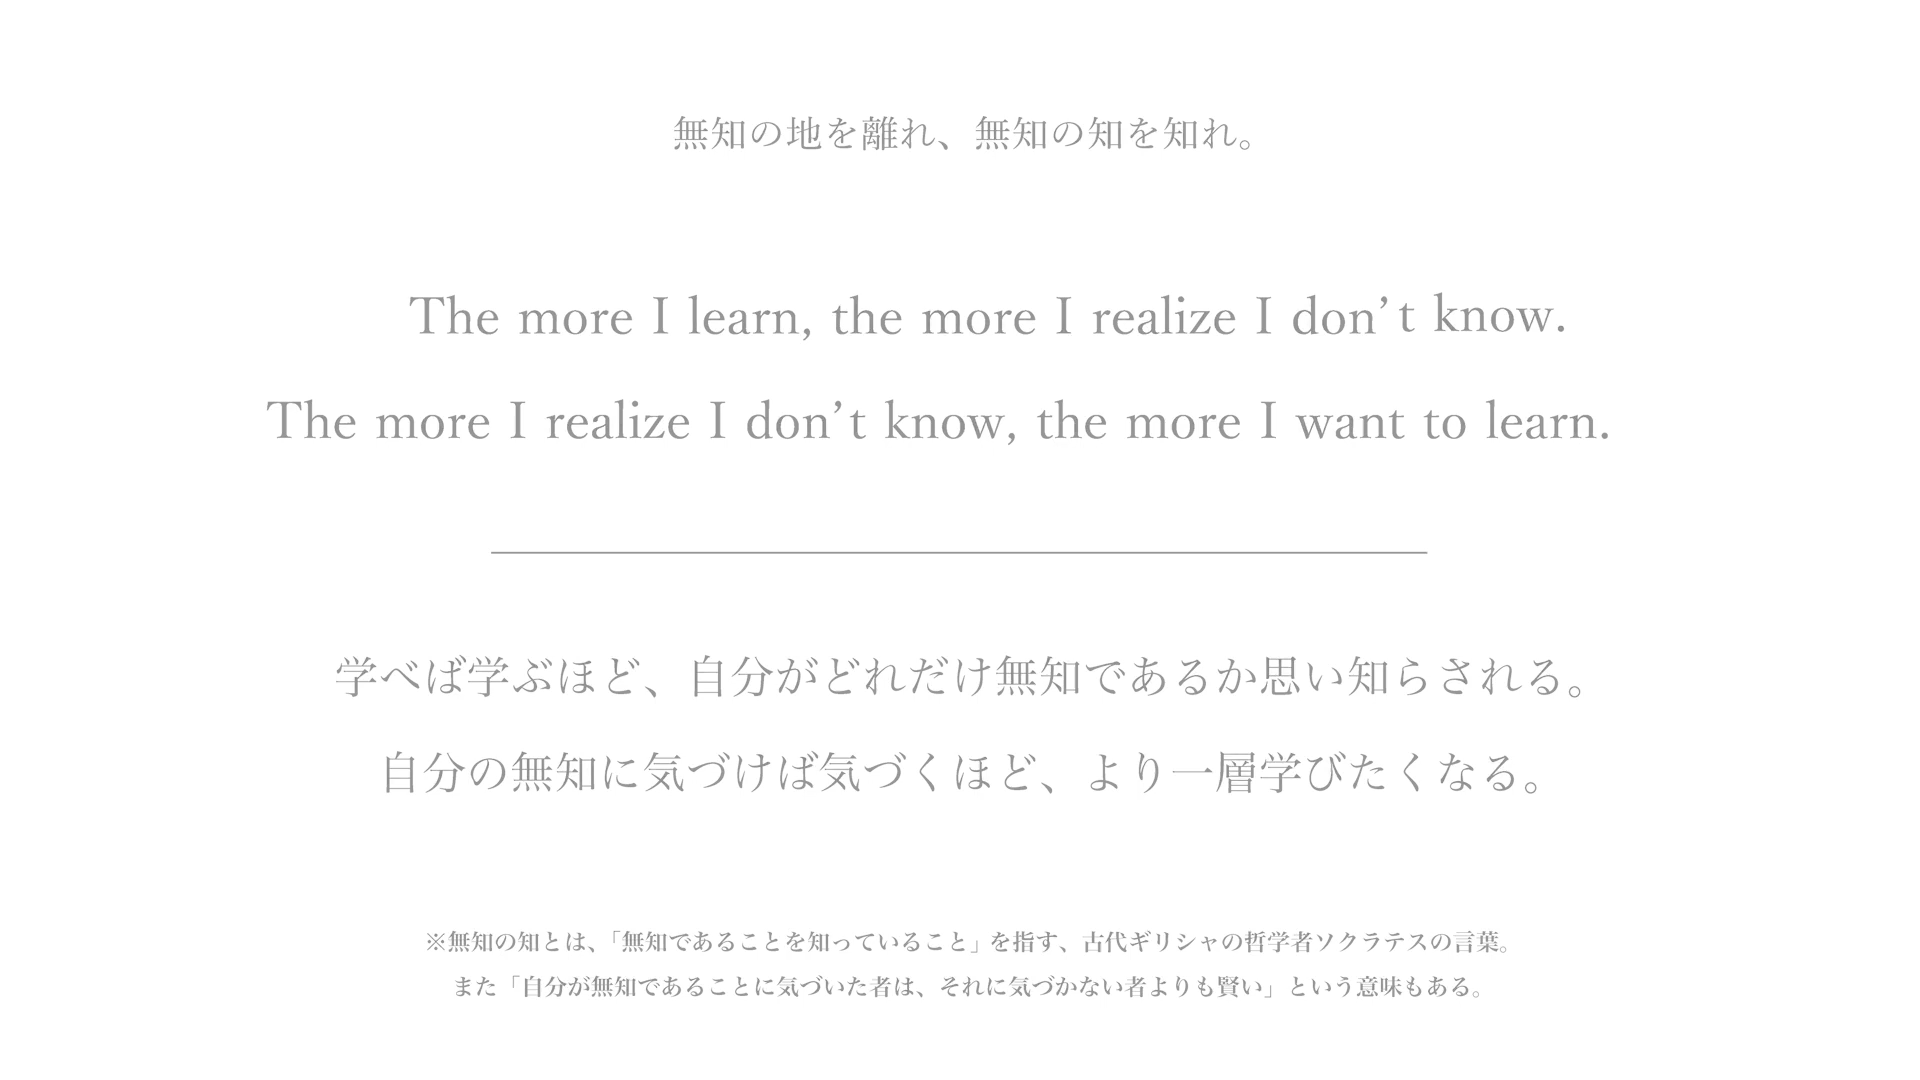 無知の地を離れ、無知の知を知れ。
The more I learn, the more I realize I don’t know.
The more I realize I don’t know, the more I want to learn.
学べば学ぶほど、自分がどれだけ無知であるか思い知らされる。
自分の無知に気づけば気づくほど、より一層学びたくなる。
※無知の知とは、「無知であることを知っていること」を指す、古代ギリシャの哲学者ソクラテスの言葉。
また「自分が無知であることに気づいた者は、それに気づかない者よりも賢い」という意味もある。